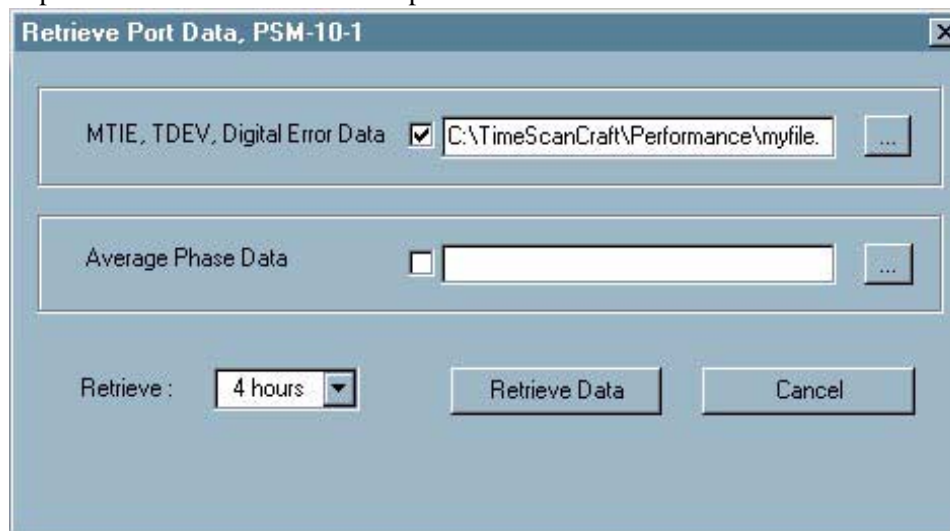 Retrieve Port Data, PSM-10-1
MTIE, TDEV, Digital Error Data C:\TimeScanCraft\Performance\myfile. ...
Average Phase Data ...
Retrieve : 4 hours Retrieve Data Cancel